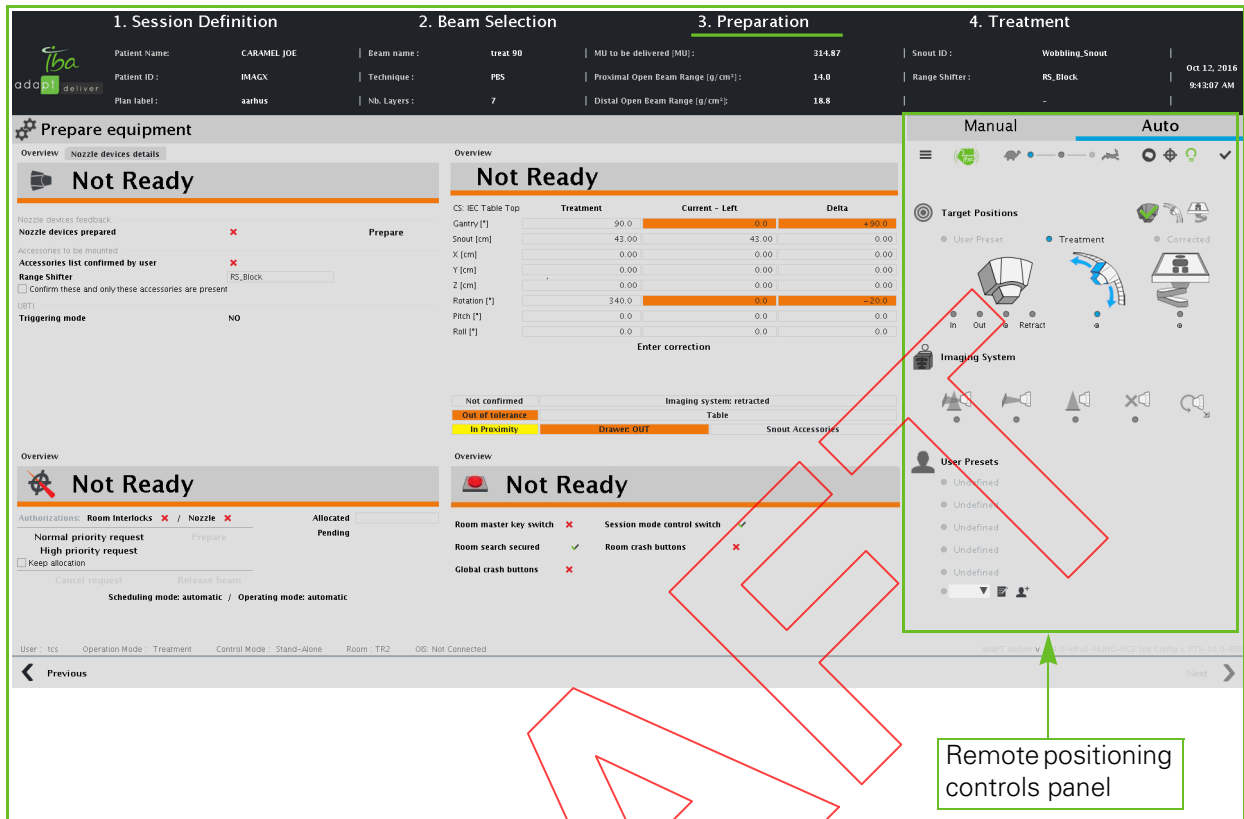 1. Session Definition
2. Beam Selection
3. Preparation
4. Treatment
iba
adapt deliver
Patient Name: CARAMEL JOE
Patient ID : IMAGX
Plan label : aarhus
Beam name : treat 90
Technique : PBS
Nb. Layers : 7
MU to be delivered [MU] : 314.87
Proximal Open Beam Range [g/cm²] : 14.0
Distal Open Beam Range [g/cm²]: 18.8
Snout ID : Wobbling_Snout
Range Shifter : RS_Block
-
Oct 12, 2016
9:43:07 AM
Prepare equipment
Overview Nozzle devices details
Not Ready
Nozzle devices feedback
Nozzle devices prepared Prepare
Accessories to be mounted
Accessories list confirmed by user
Range Shifter RS_Block
Confirm these and only these accessories are present
UBTI
Triggering mode NO
Overview
Not Ready
CS: IEC Table Top Treatment Current - Left Delta
Gantry [°] 90.0 0.0 +90.0
Snout [cm] 43.00 43.00 0.00
X [cm] 0.00 0.00 0.00
Y [cm] 0.00 0.00 0.00
Z [cm] 0.00 0.00 0.00
Rotation [°] 340.0 0.0 -20.0
Pitch [°] 0.0 0.0 0.0
Roll [°] 0.0 0.0 0.0
Enter correction
Not confirmed Imaging system: retracted
Out of tolerance Table
In Proximity Drawer: OUT Snout Accessories
Overview
Not Ready
Authorizations: Room Interlocks / Nozzle Allocated
Normal priority request Prepare Pending
High priority request
Keep allocation
Cancel request Release beam
Scheduling mode: automatic / Operating mode: automatic
Overview
Not Ready
Room master key switch Session mode control switch
Room search secured Room crash buttons
Global crash buttons
Manual Auto
Target Positions
User Preset Treatment Corrected
In Out Retract
Imaging System
User Presets
Undefined
Undefined
Undefined
Undefined
Undefined
User : tcs Operation Mode : Treatment Control Mode : Stand-Alone Room : TR2 OIS: Not Connected
adaPT deliver
Previous
Next
Remote positioning
controls panel